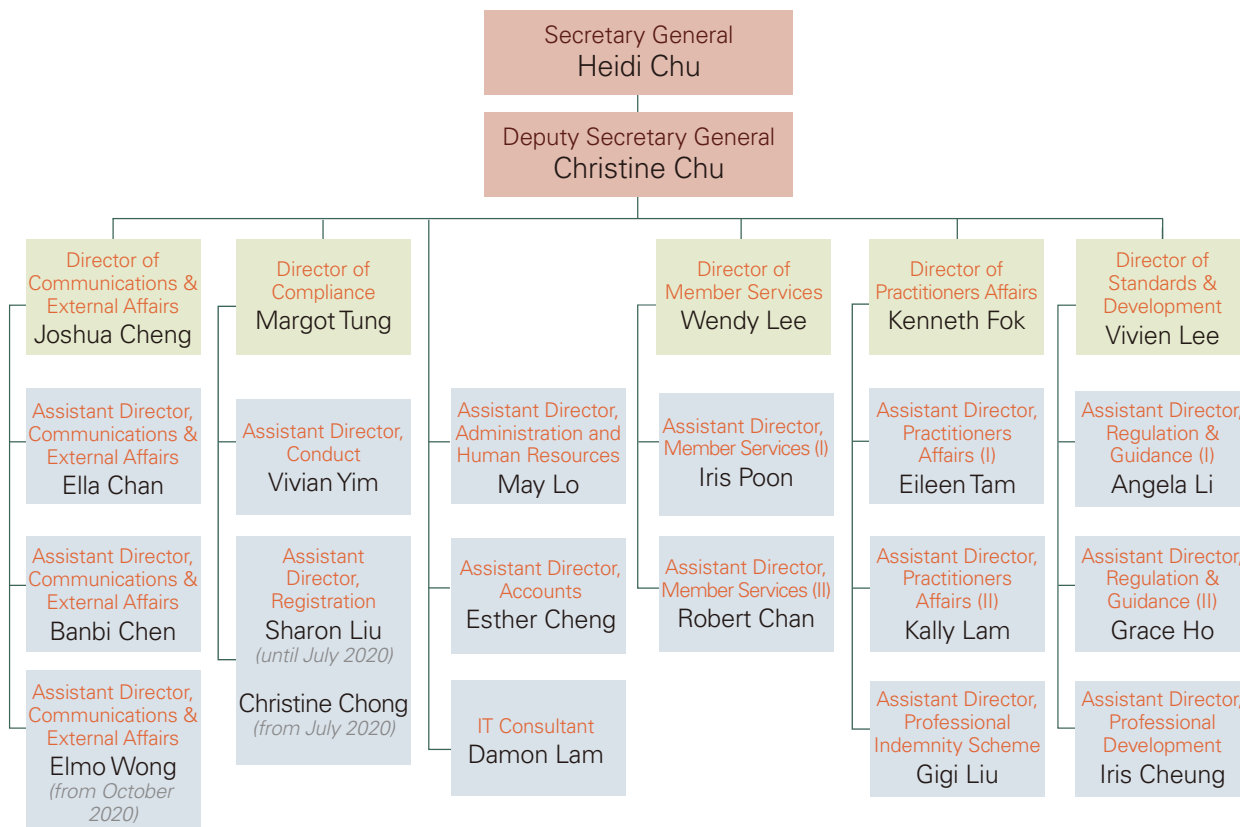 Secretary General
Heidi Chu
Deputy Secretary General
Christine Chu
Director of
Communications &
External Affairs
Joshua Cheng
Director of
Compliance
Margot Tung
Director of
Member Services
Wendy Lee
Director of
Practitioners Affairs
Kenneth Fok
Director of
Standards &
Development
Vivien Lee
Assistant Director,
Communications &
External Affairs
Ella Chan
Assistant Director,
Conduct
Vivian Yim
Assistant Director,
Administration and
Human Resources
May Lo
Assistant Director,
Member Services (I)
Iris Poon
Assistant Director,
Practitioners
Affairs (I)
Eileen Tam
Assistant Director,
Regulation &
Guidance (I)
Angela Li
Assistant Director,
Communications &
External Affairs
Banbi Chen
Assistant
Director,
Registration
Sharon Liu
(until July 2020)
Christine Chong
(from July 2020)
Assistant Director,
Accounts
Esther Cheng
Assistant Director,
Member Services (II)
Robert Chan
Assistant Director,
Practitioners
Affairs (II)
Kally Lam
Assistant Director,
Regulation &
Guidance (II)
Grace Ho
Assistant Director,
Communications &
External Affairs
Elmo Wong
(from October
2020)
IT Consultant
Damon Lam
Assistant Director,
Professional
Indemnity Scheme
Gigi Liu
Assistant Director,
Professional
Development
Iris Cheung